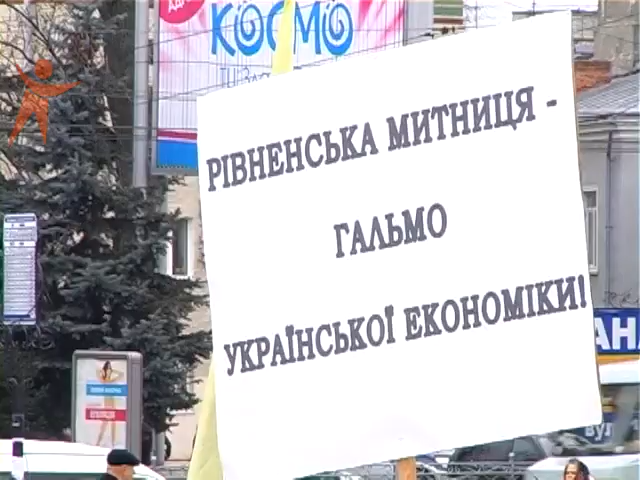 КОСМО
РІВНЕНСЬКА МИТНИЦЯ -
ГАЛЬМО
УКРАЇНСЬКОЇ ЕКОНОМІКИ!